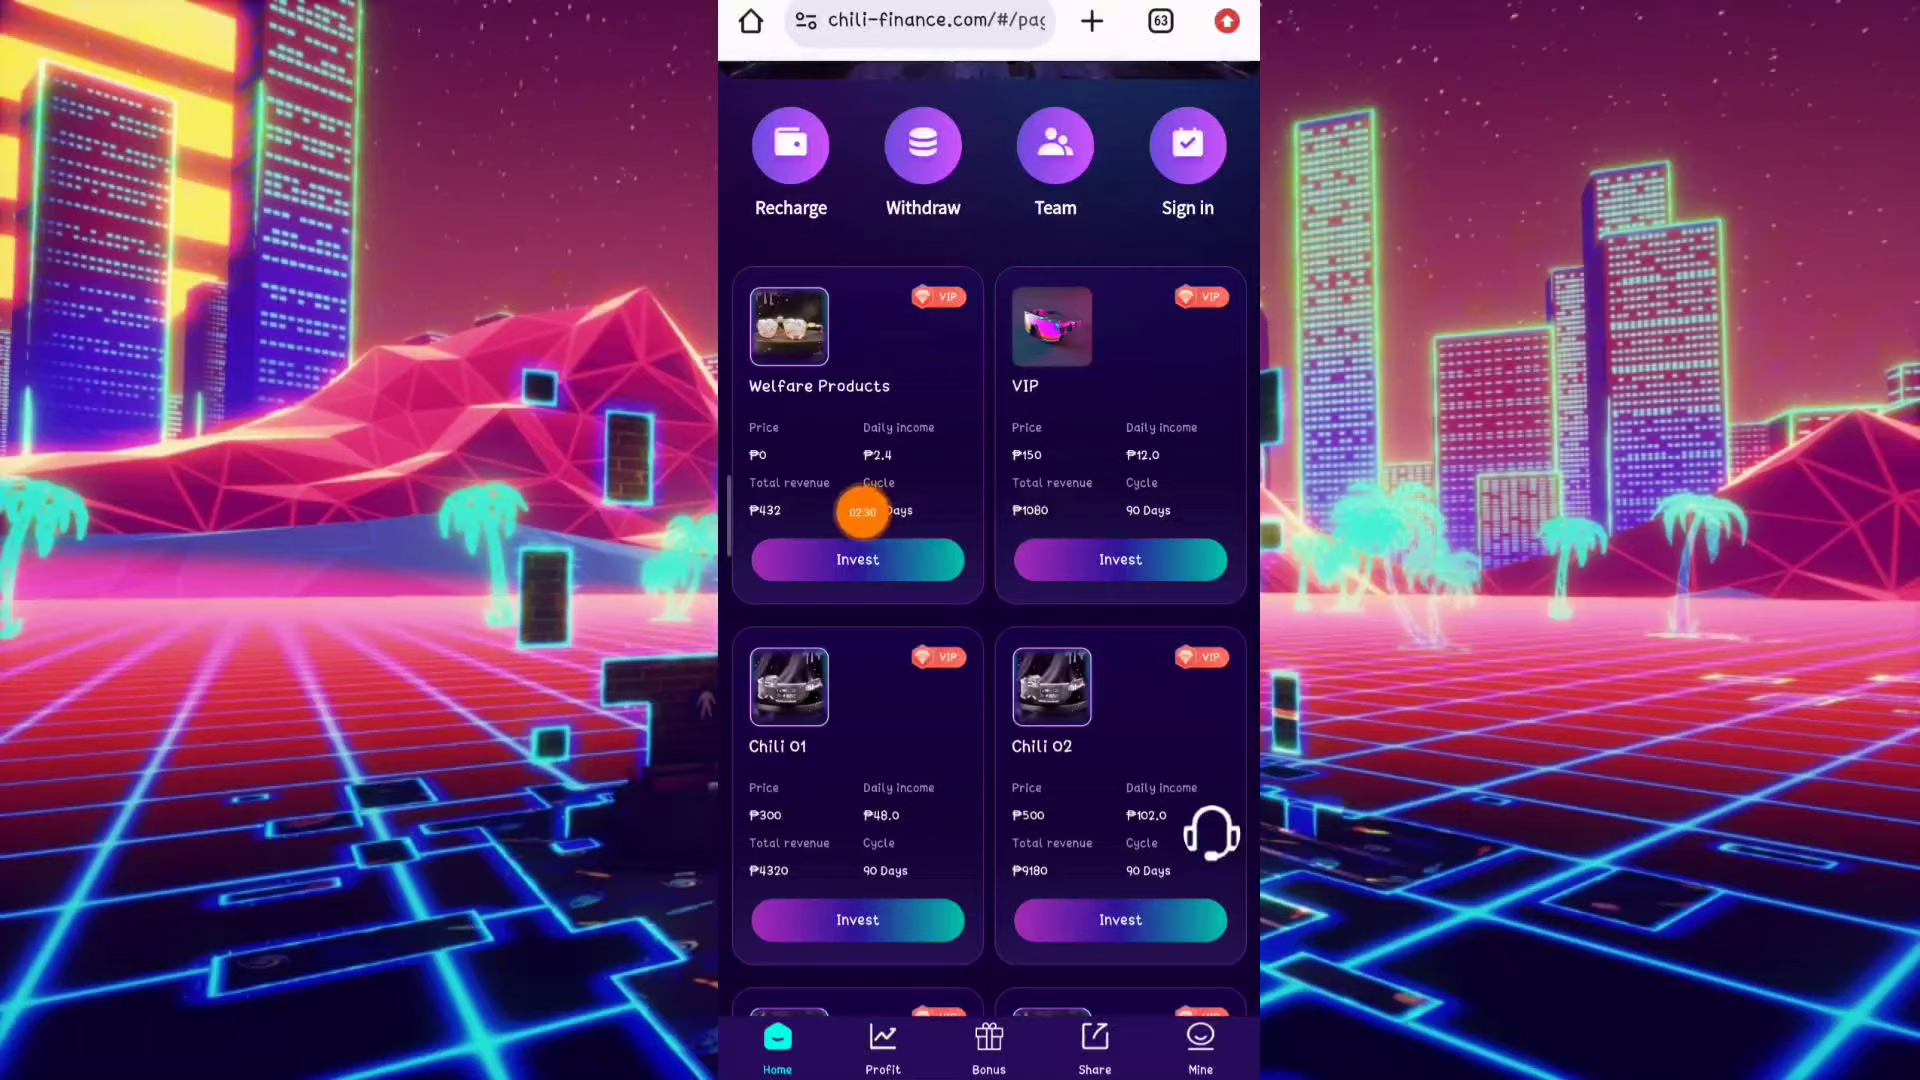 chili-finance.com/#/pag
63
Recharge Withdraw Team Sign in
VIP VIP
Welfare Products VIP
Price Daily income Price Daily income
₱0 ₱2.4 ₱150 ₱12.0
Total revenue Cycle Total revenue Cycle
₱432 02:30 Days ₱1080 90 Days
Invest Invest
VIP VIP
Chili 01 Chili 02
Price Daily income Price Daily income
₱300 ₱48.0 ₱500 ₱102.0
Total revenue Cycle Total revenue Cycle
₱4320 90 Days ₱9180 90 Days
Invest Invest
Home Profit Bonus Share Mine